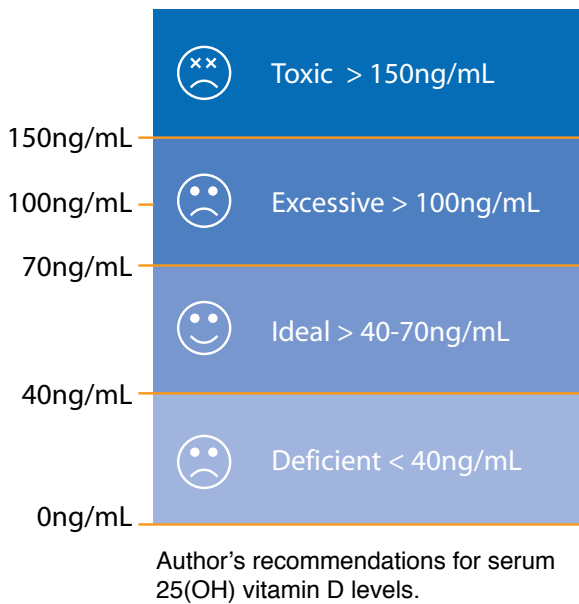 Toxic > 150ng/mL
150ng/mL
100ng/mL
Excessive > 100ng/mL
70ng/mL
Ideal > 40-70ng/mL
40ng/mL
Deficient < 40ng/mL
0ng/mL
Author's recommendations for serum
25(OH) vitamin D levels.